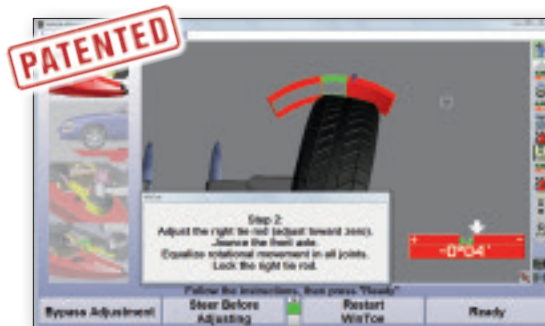 PATENTED
Step 2:
Adjust the right tie rod (adjust toward zero).
Jounce the front axle.
Equalize rotational movement in all joints.
Lock the right tie rod.
-0°04'
Follow the instructions, then press "Ready"
Bypass Adjustment
Steer Before
Adjusting
Restart
WinToe
Ready